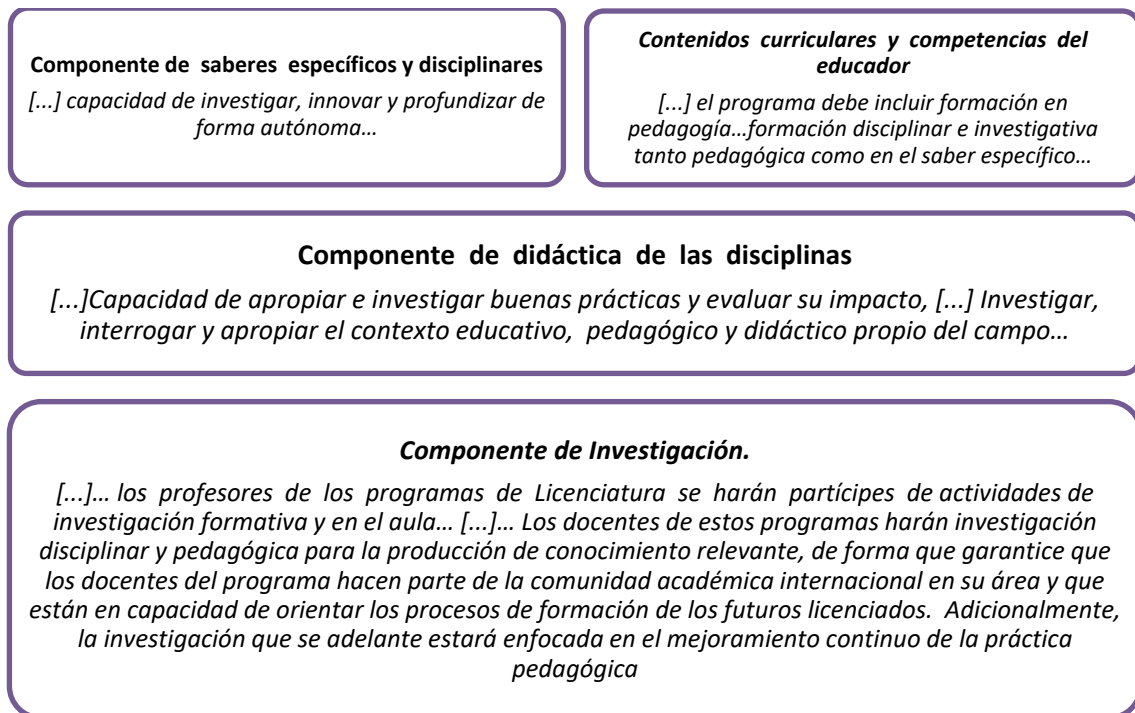 Componente de saberes específicos y disciplinares
[...] capacidad de investigar, innovar y profundizar de
forma autónoma…
Contenidos curriculares y competencias del
educador
[...] el programa debe incluir formación en
pedagogía…formación disciplinar e investigativa
tanto pedagógica como en el saber específico…
Componente de didáctica de las disciplinas
[...]Capacidad de apropiar e investigar buenas prácticas y evaluar su impacto, [...] Investigar,
interrogar y apropiar el contexto educativo, pedagógico y didáctico propio del campo…
Componente de Investigación.
[...]… los profesores de los programas de Licenciatura se harán partícipes de actividades de
investigación formativa y en el aula… [...]… Los docentes de estos programas harán investigación
disciplinar y pedagógica para la producción de conocimiento relevante, de forma que garantice que
los docentes del programa hacen parte de la comunidad académica internacional en su área y que
están en capacidad de orientar los procesos de formación de los futuros licenciados. Adicionalmente,
la investigación que se adelante estará enfocada en el mejoramiento continuo de la práctica
pedagógica